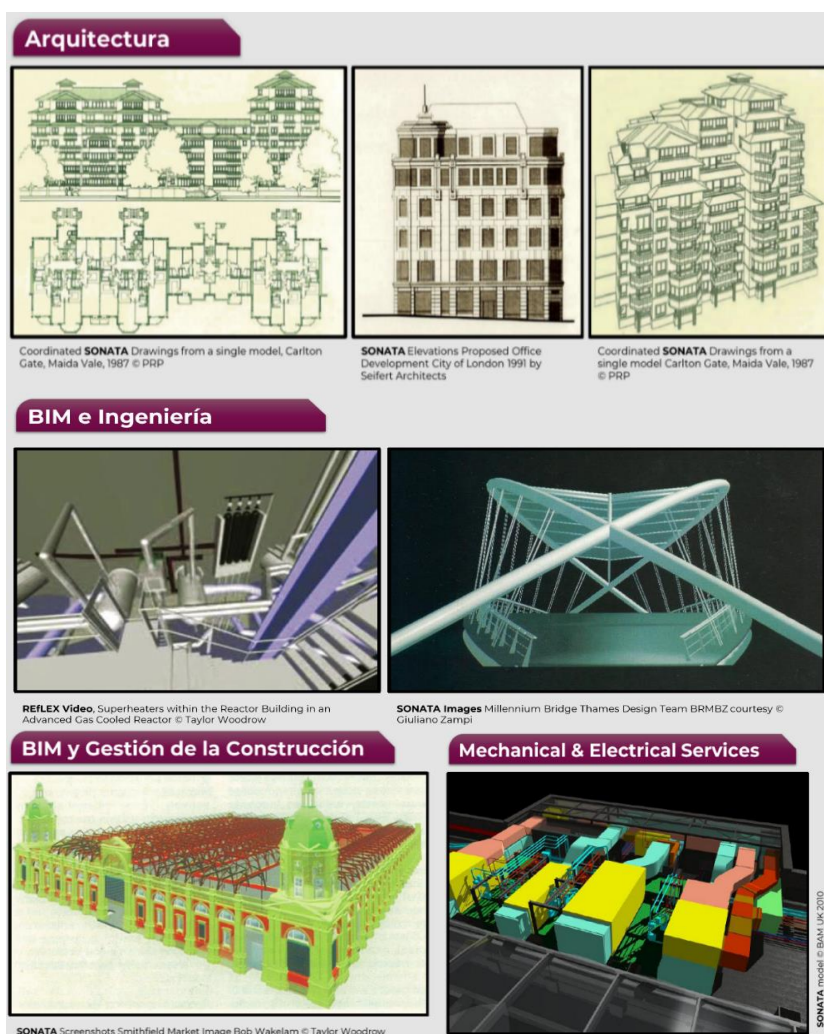 Arquitectura
Coordinated SONATA Drawings from a single model, Carlton
Gate, Maida Vale, 1987 © PRP
SONATA Elevations Proposed Office
Development City of London 1991 by
Seifert Architects
Coordinated SONATA Drawings from a
single model Carlton Gate, Maida Vale, 1987
© PRP
BIM e Ingeniería
REfLEX Video, Superheaters within the Reactor Building in an
Advanced Gas Cooled Reactor © Taylor Woodrow
SONATA Images Millennium Bridge Thames Design Team BRMBZ courtesy ©
Giuliano Zampi
BIM y Gestión de la Construcción
Mechanical & Electrical Services
SONATA model © BAM UK 2010
SONATA Screenshots Smithfield Market Image Bob Wakelam © Taylor Woodrow